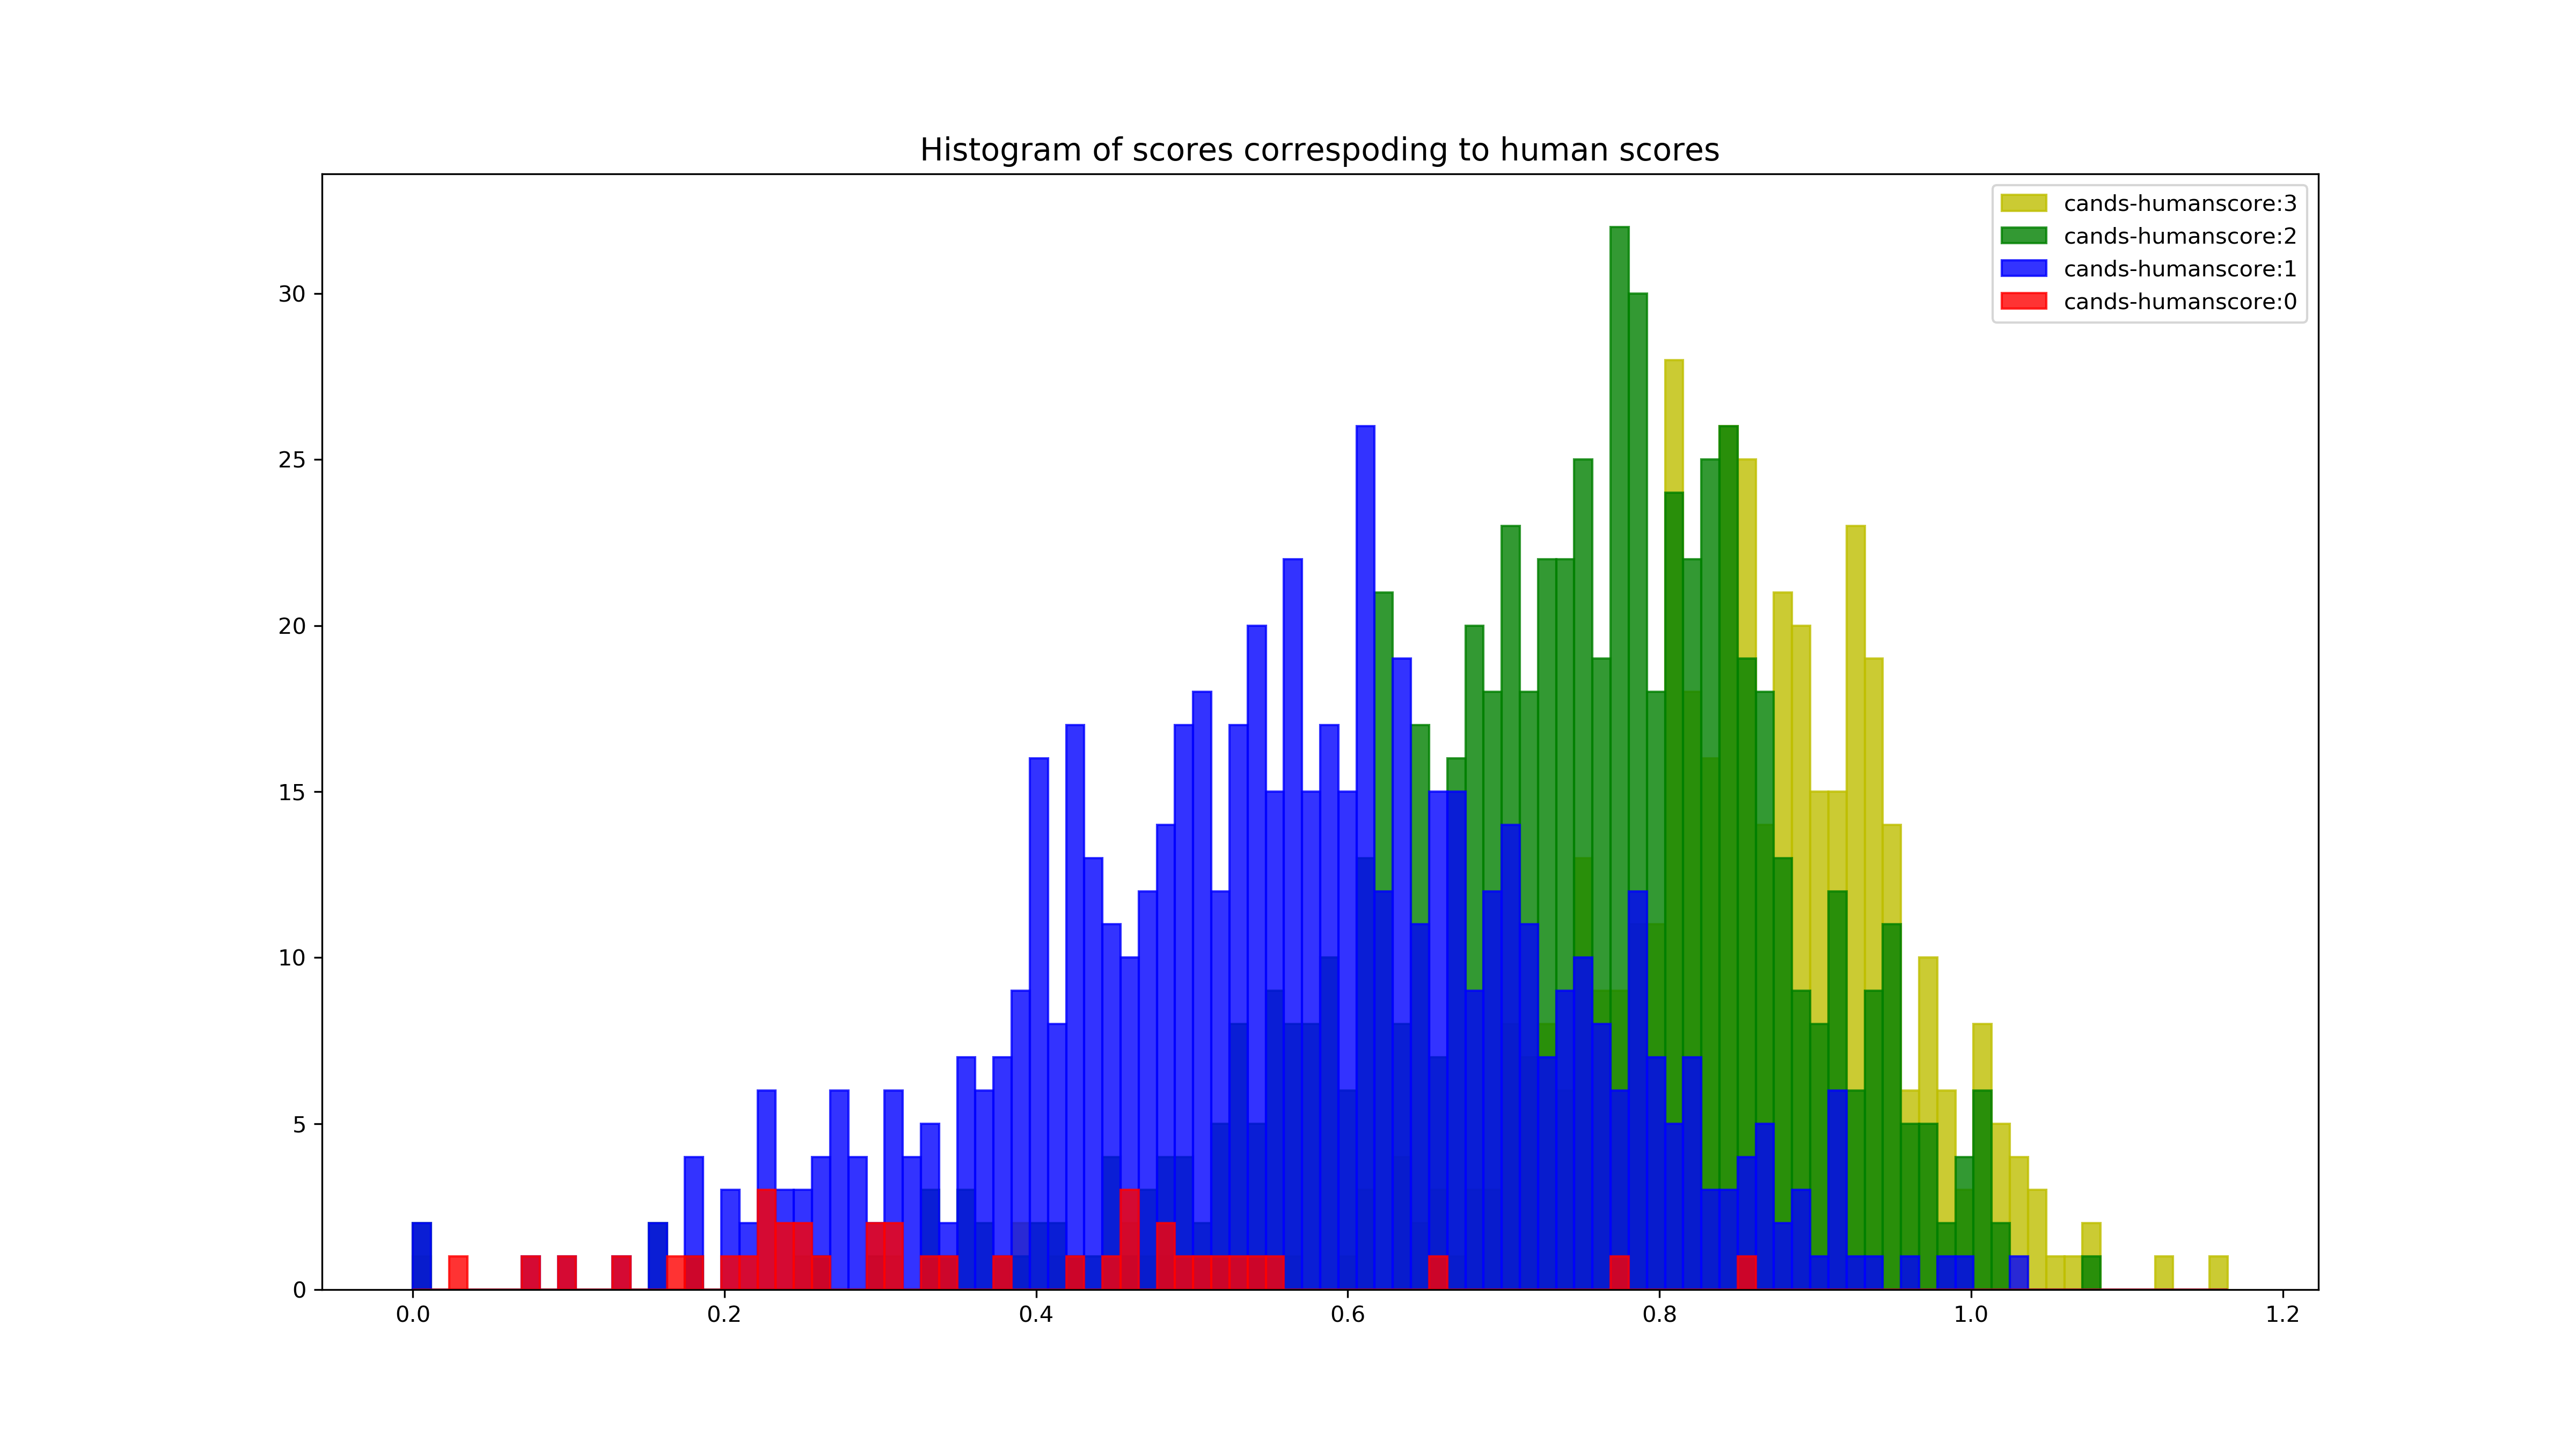 Histogram of scores correspoding to human scores
cands-humanscore:3
cands-humanscore:2
cands-humanscore:1
cands-humanscore:0
30
25
20
15
10
5
0
0.0 0.2 0.4 0.6 0.8 1.0 1.2